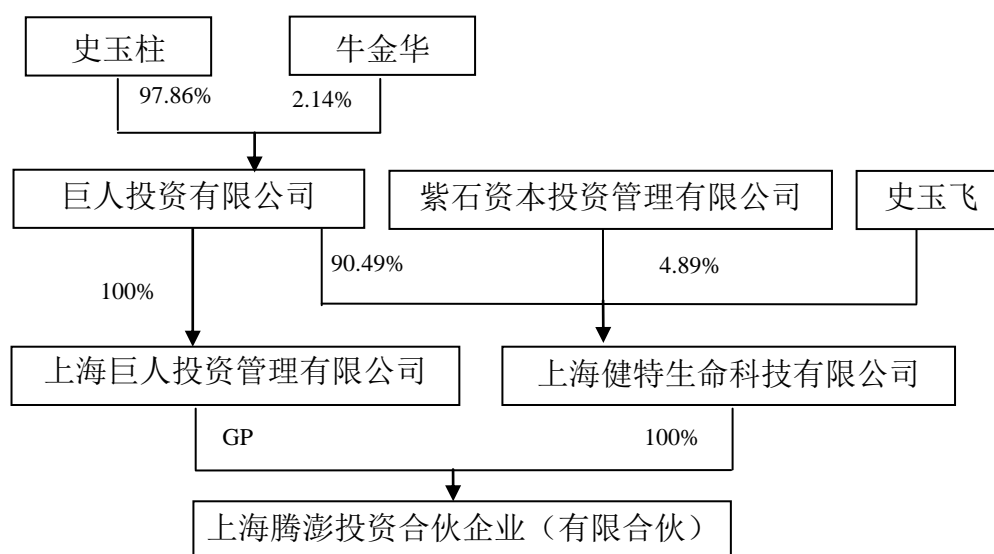 史玉柱 牛金华
97.86% 2.14%
巨人投资有限公司 紫石资本投资管理有限公司 史玉飞
90.49% 4.89%
100%
上海巨人投资管理有限公司 上海健特生命科技有限公司
GP 100%
上海腾澎投资合伙企业（有限合伙）